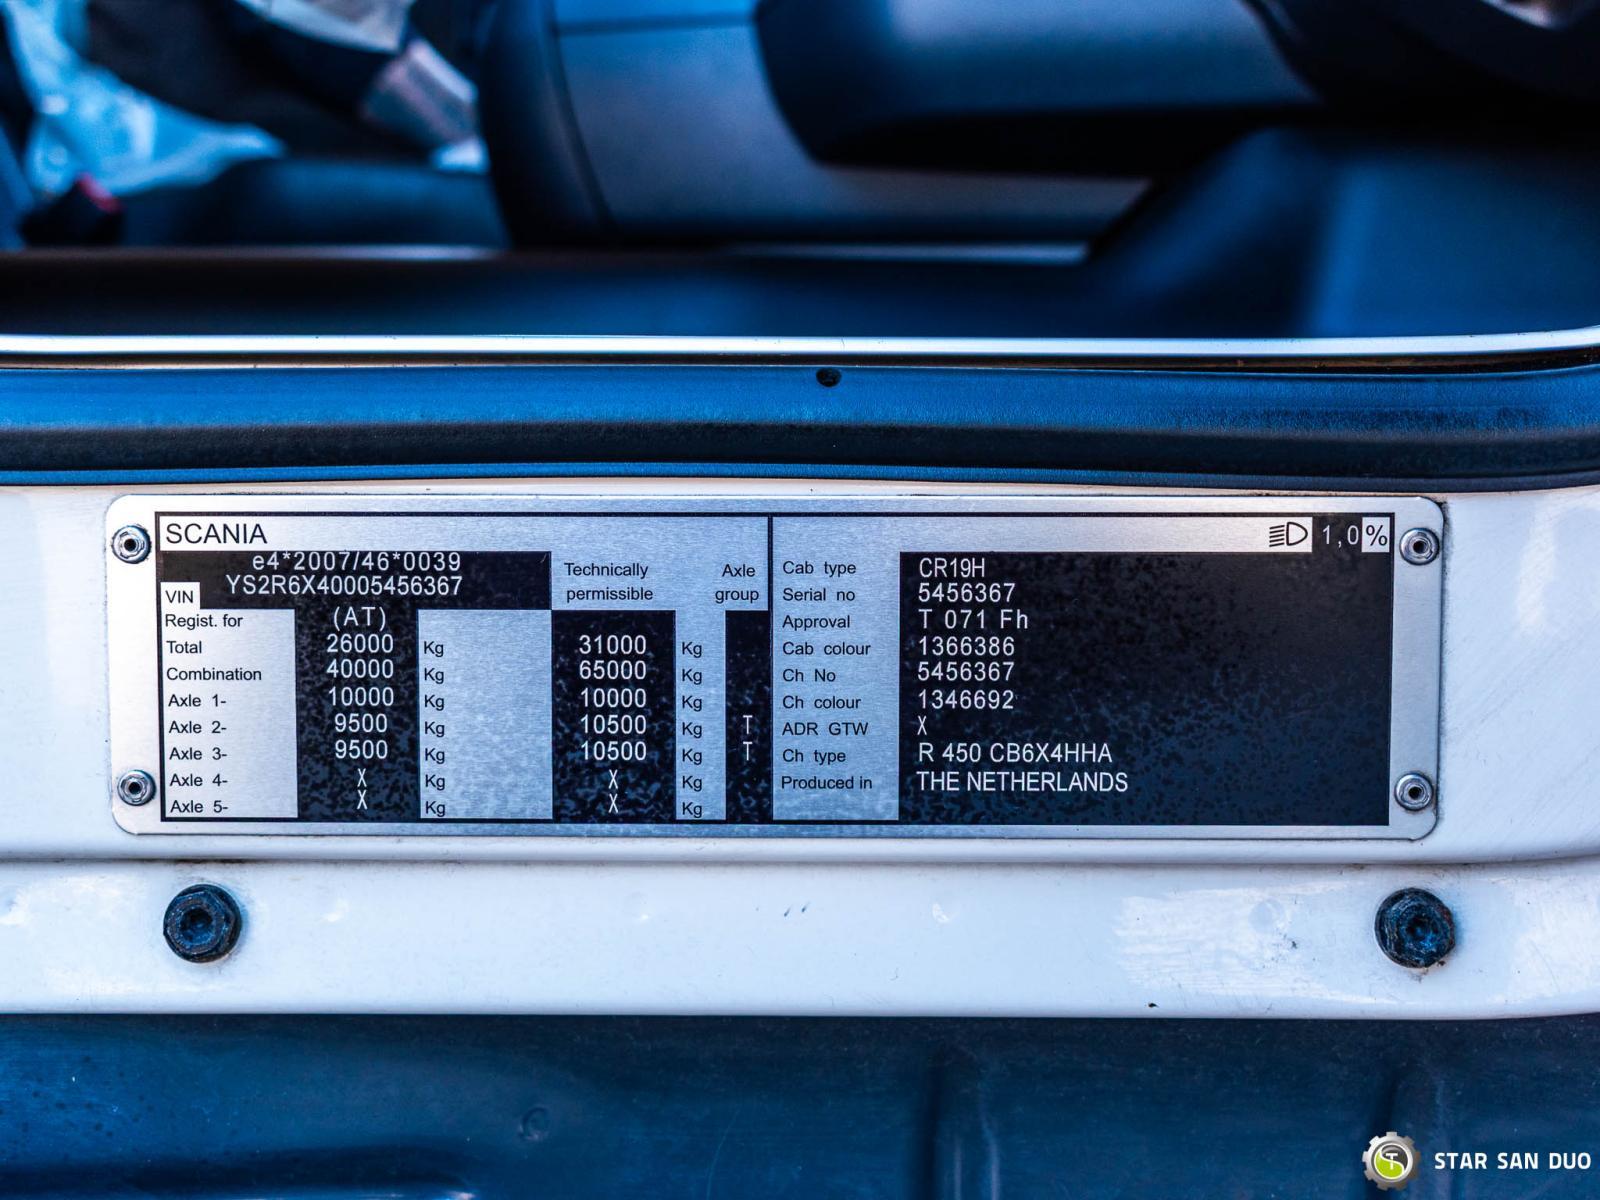 SCANIA
1,0%
e4*2007/46*0039
VIN YS2R6X40005456367
Technically permissible
Axle group
Regist. for (AT)
Total 26000 Kg 31000 Kg
Combination 40000 Kg 65000 Kg
Axle 1- 10000 Kg 10000 Kg
Axle 2- 9500 Kg 10500 Kg T
Axle 3- 9500 Kg 10500 Kg T
Axle 4- X Kg X Kg
Axle 5- X Kg X Kg
Cab type CR19H
Serial no 5456367
Approval T 071 Fh
Cab colour 1366386
Ch No 5456367
Ch colour 1346692
ADR GTW X
Ch type R 450 CB6X4HHA
Produced in THE NETHERLANDS
STAR SAN DUO